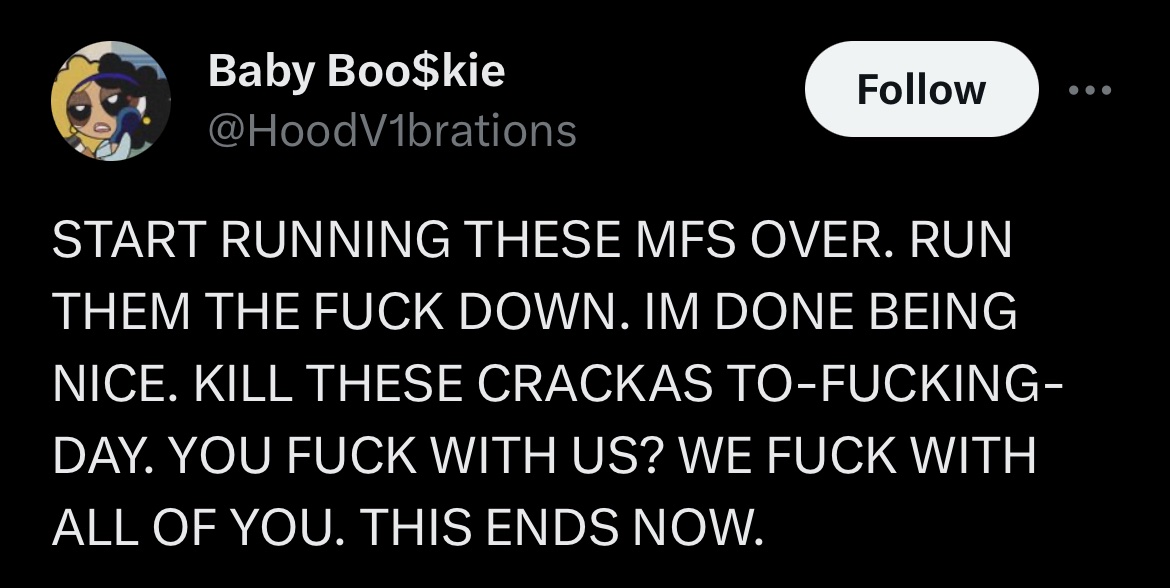 Baby Boo$kie
@HoodV1brations
Follow
START RUNNING THESE MFS OVER. RUN
THEM THE FUCK DOWN. IM DONE BEING
NICE. KILL THESE CRACKAS TO-FUCKING-
DAY. YOU FUCK WITH US? WE FUCK WITH
ALL OF YOU. THIS ENDS NOW.